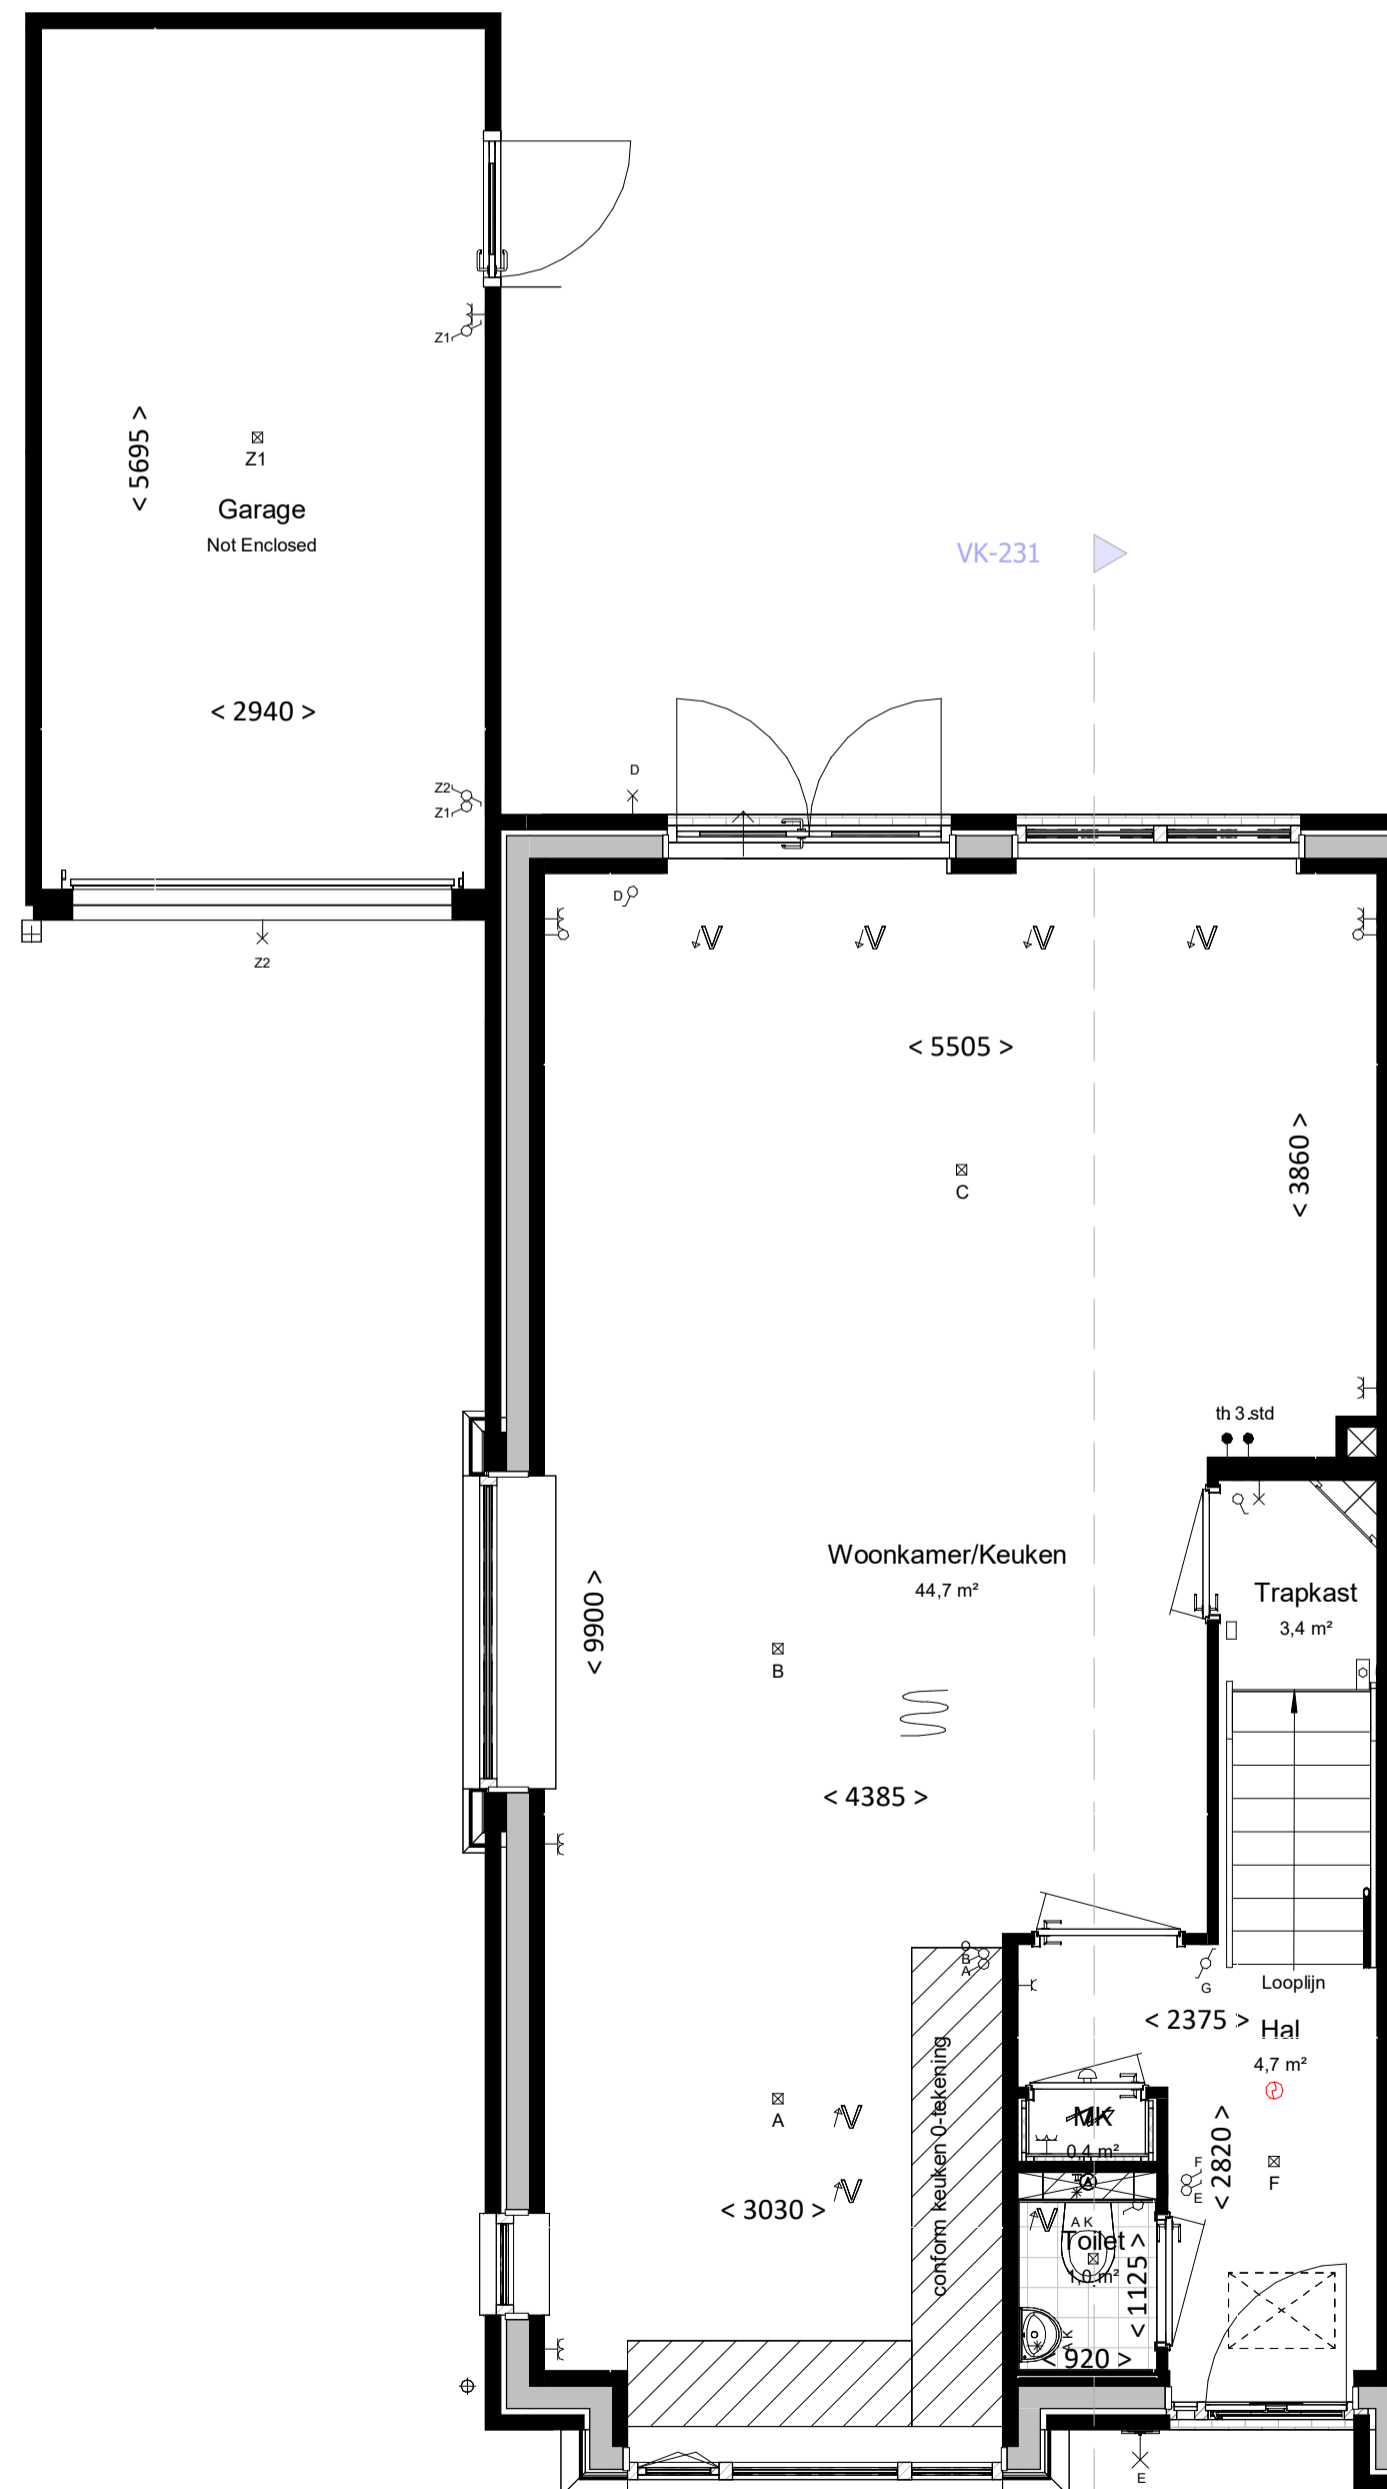 Z1
< 5695 >
Z1
Garage
Not Enclosed
VK-231
< 2940 >
D
Z2
Z1
D
Z2
< 5505 >
< 3860 >
C
th 3.std
Woonkamer/Keuken
44,7 m²
< 9900 >
Trapkast
3,4 m²
B
< 4385 >
B
A
G
Looplijn
< 2375 >
Hal
4,7 m²
conform keuken 0-tekening
A
MK
0,4 m²
< 2820 >
F
E
F
< 3030 >
A K
Toilet
1,0 m²
< 1125 >
A K
< 920 >
E